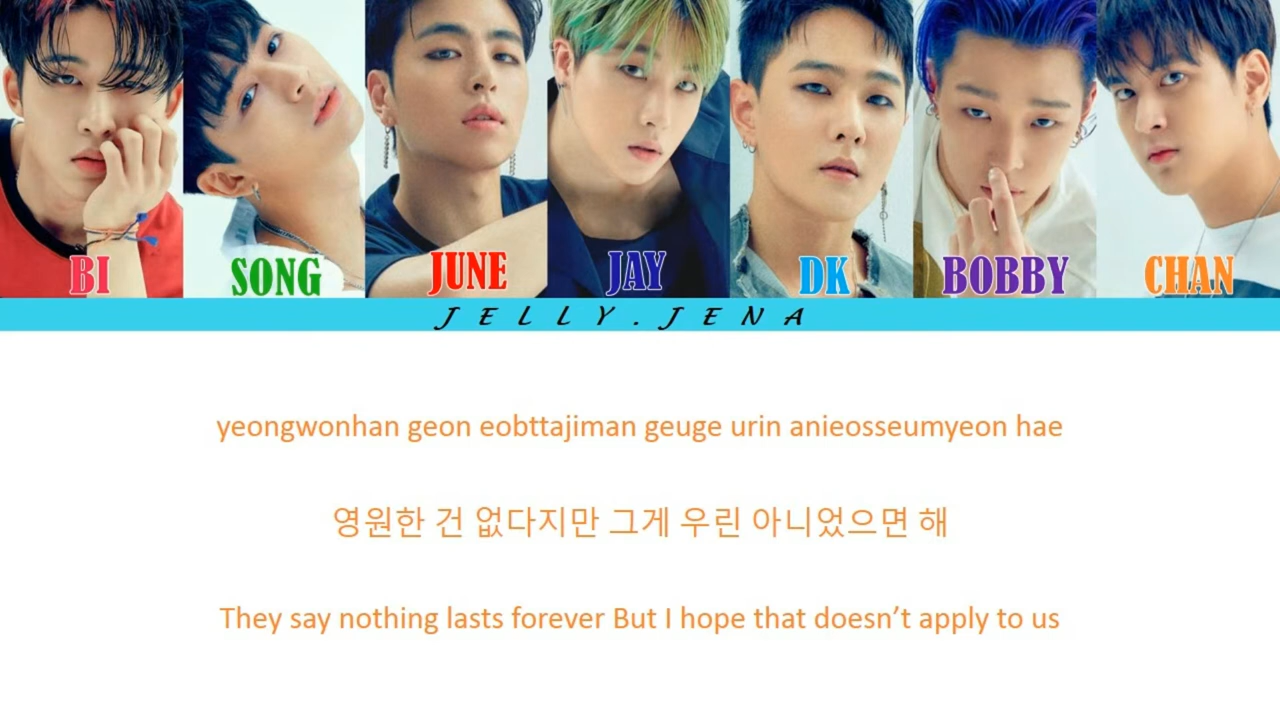 BI SONG JUNE JAY DK BOBBY CHAN
JELLY.JENA
yeongwonhan geon eobttajiman geuge urin anieosseumyeon hae
영원한 건 없다지만 그게 우린 아니었으면 해
They say nothing lasts forever But I hope that doesn’t apply to us